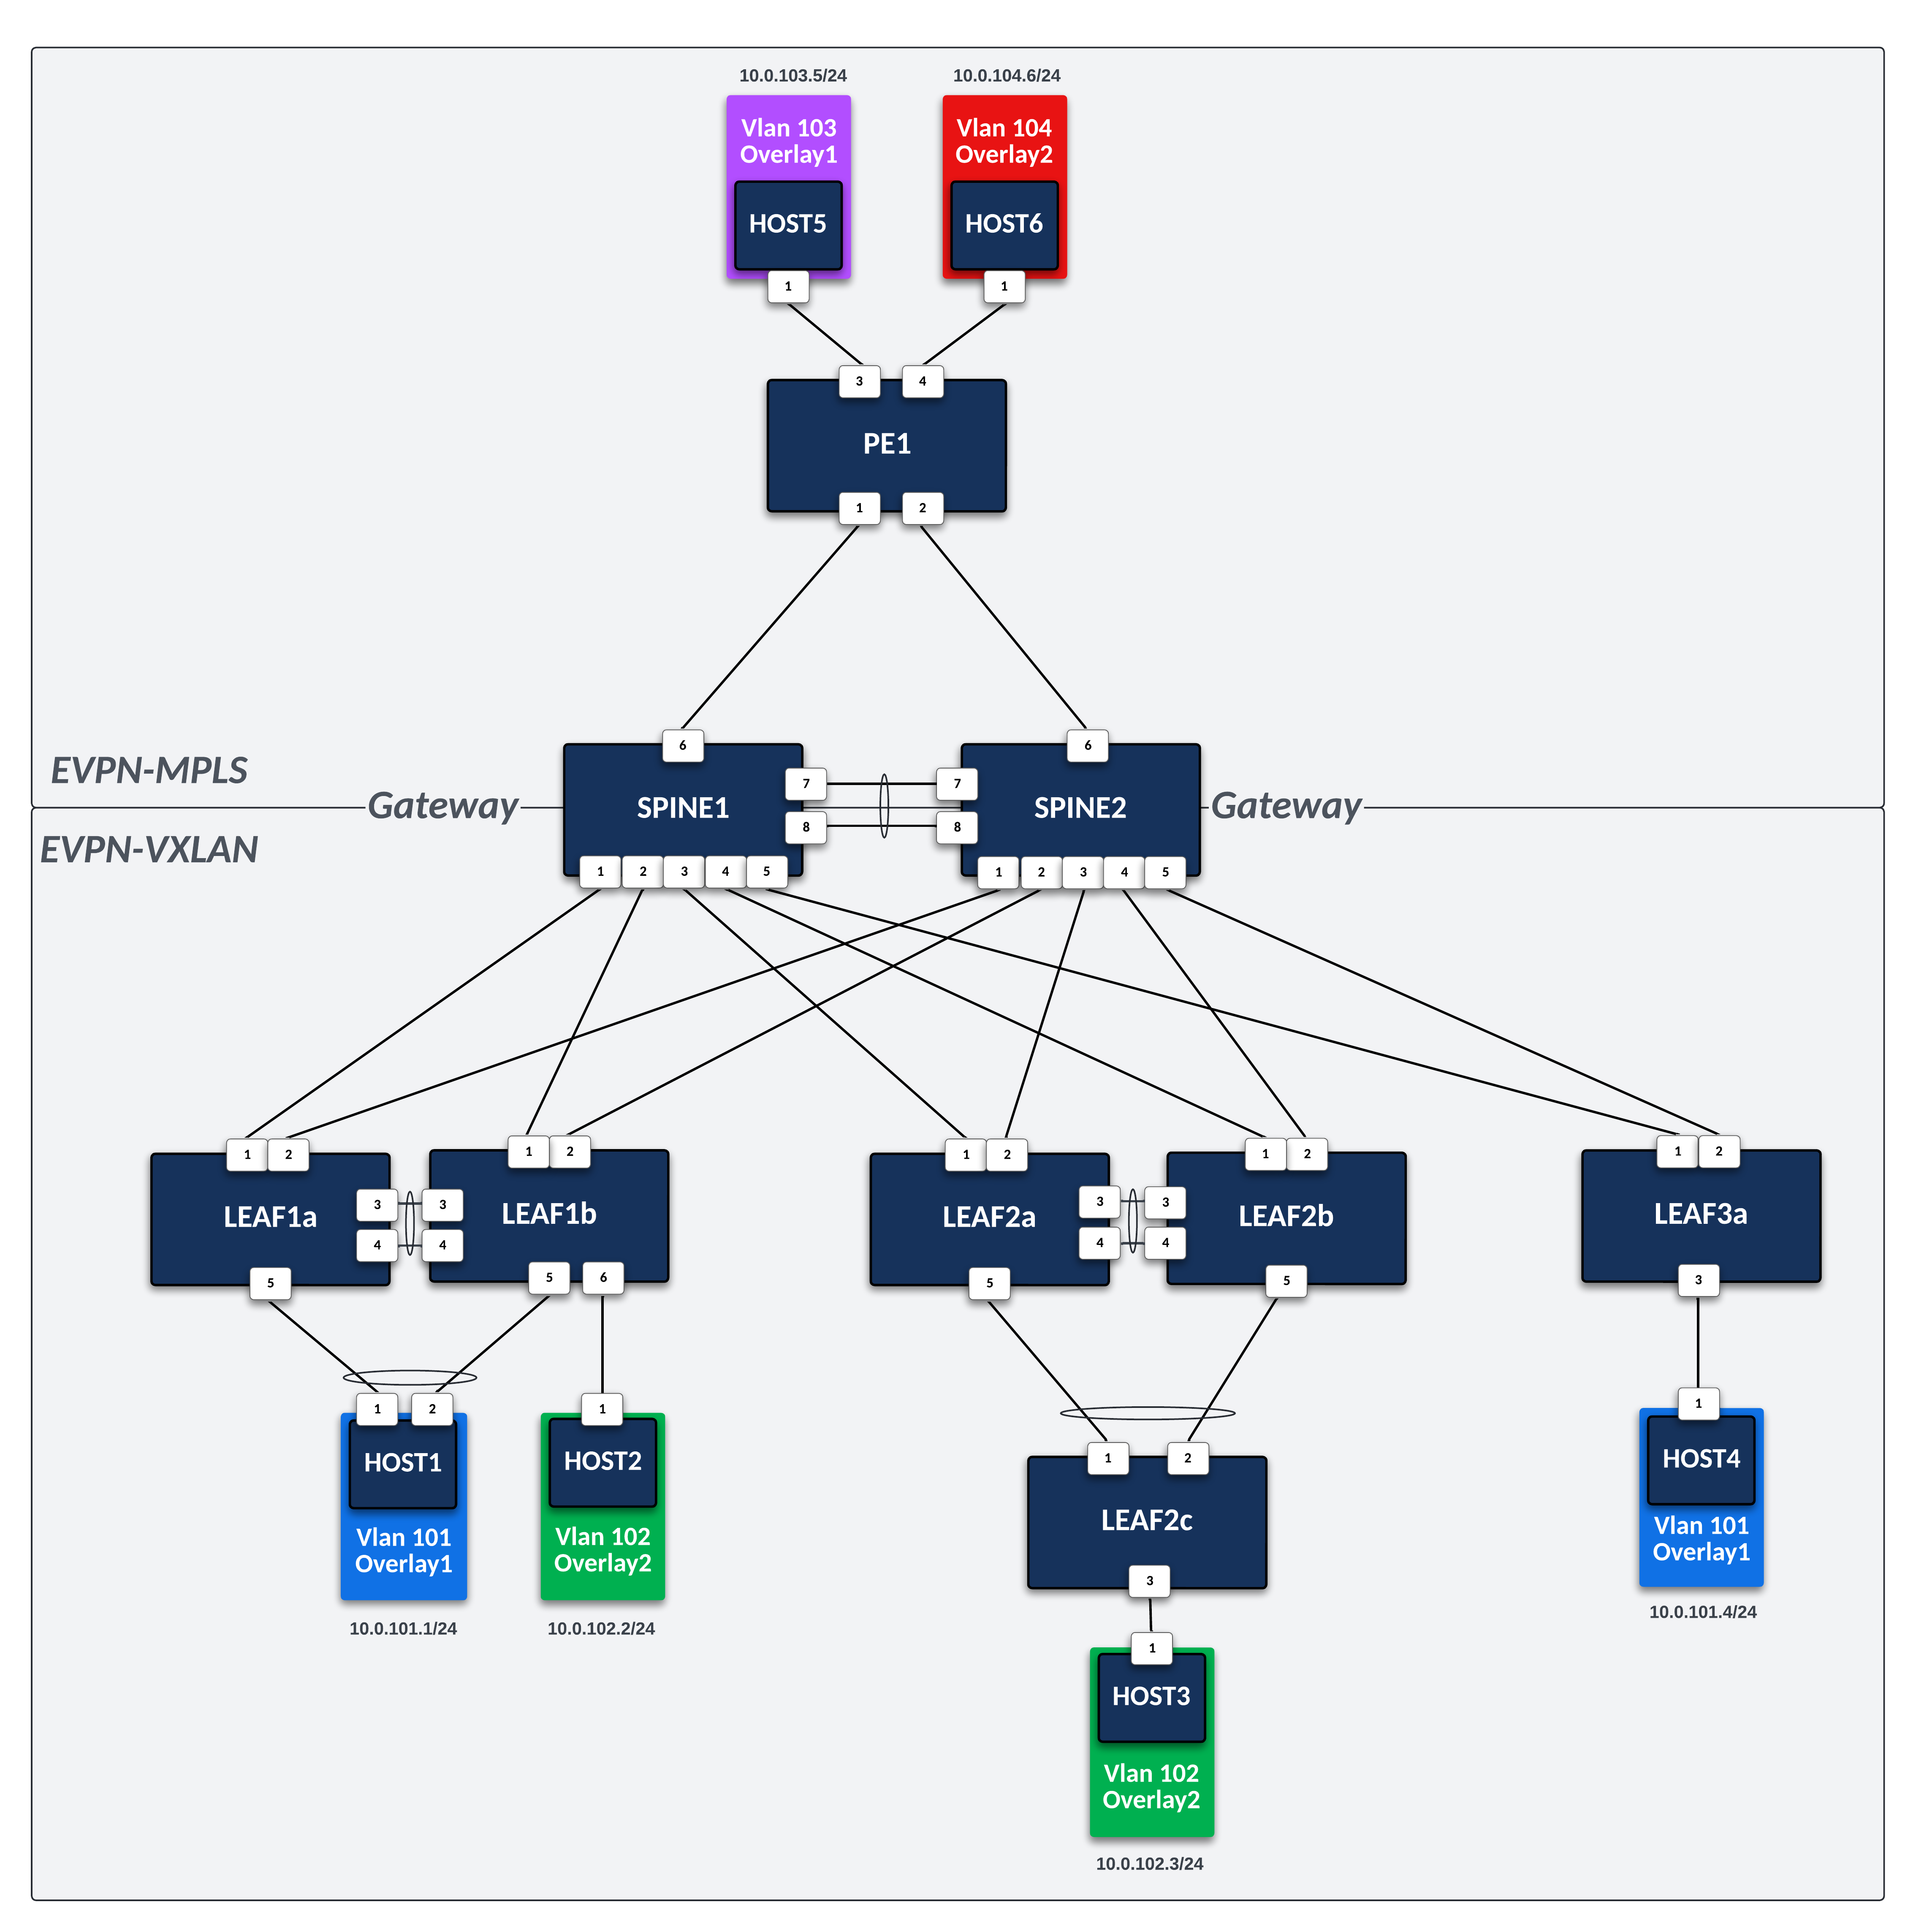 10.0.103.5/24
10.0.104.6/24
Vlan 103
Overlay1
Vlan 104
Overlay2
HOST5
HOST6
1
1
3
4
PE1
1
2
6
6
EVPN-MPLS
7
7
Gateway
SPINE1
SPINE2
Gateway
8
8
EVPN-VXLAN
1
2
3
4
5
1
2
3
4
5
1
2
1
2
1
2
1
2
1
2
LEAF1a
3
3
LEAF1b
LEAF2a
3
3
LEAF2b
LEAF3a
4
4
4
4
5
5
6
5
5
3
1
2
1
1
HOST1
HOST2
1
2
HOST4
Vlan 101
Overlay1
Vlan 102
Overlay2
LEAF2c
Vlan 101
Overlay1
3
10.0.101.1/24
10.0.102.2/24
10.0.101.4/24
1
HOST3
Vlan 102
Overlay2
10.0.102.3/24